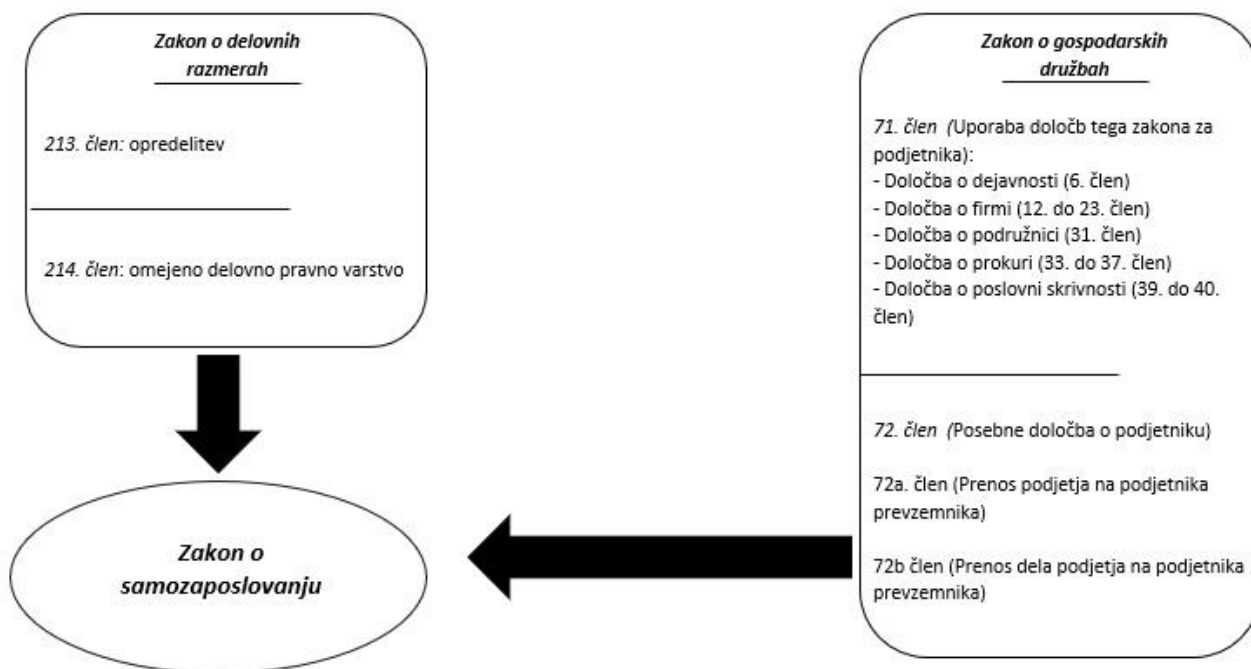 Zakon o delovnih
razmerah
213. člen: opredelitev
214. člen: omejeno delovno pravno varstvo
Zakon o
samozaposlovanju
Zakon o gospodarskih
družbah
71. člen (Uporaba določb tega zakona za
podjetnika):
- Določba o dejavnosti (6. člen)
- Določba o firmi (12. do 23. člen)
- Določba o podružnici (31. člen)
- Določba o prokuri (33. do 37. člen)
- Določba o poslovni skrivnosti (39. do 40.
člen)
72. člen (Posebne določba o podjetniku)
72a. člen (Prenos podjetja na podjetnika
prevzemnika)
72b člen (Prenos dela podjetja na podjetnika
prevzemnika)